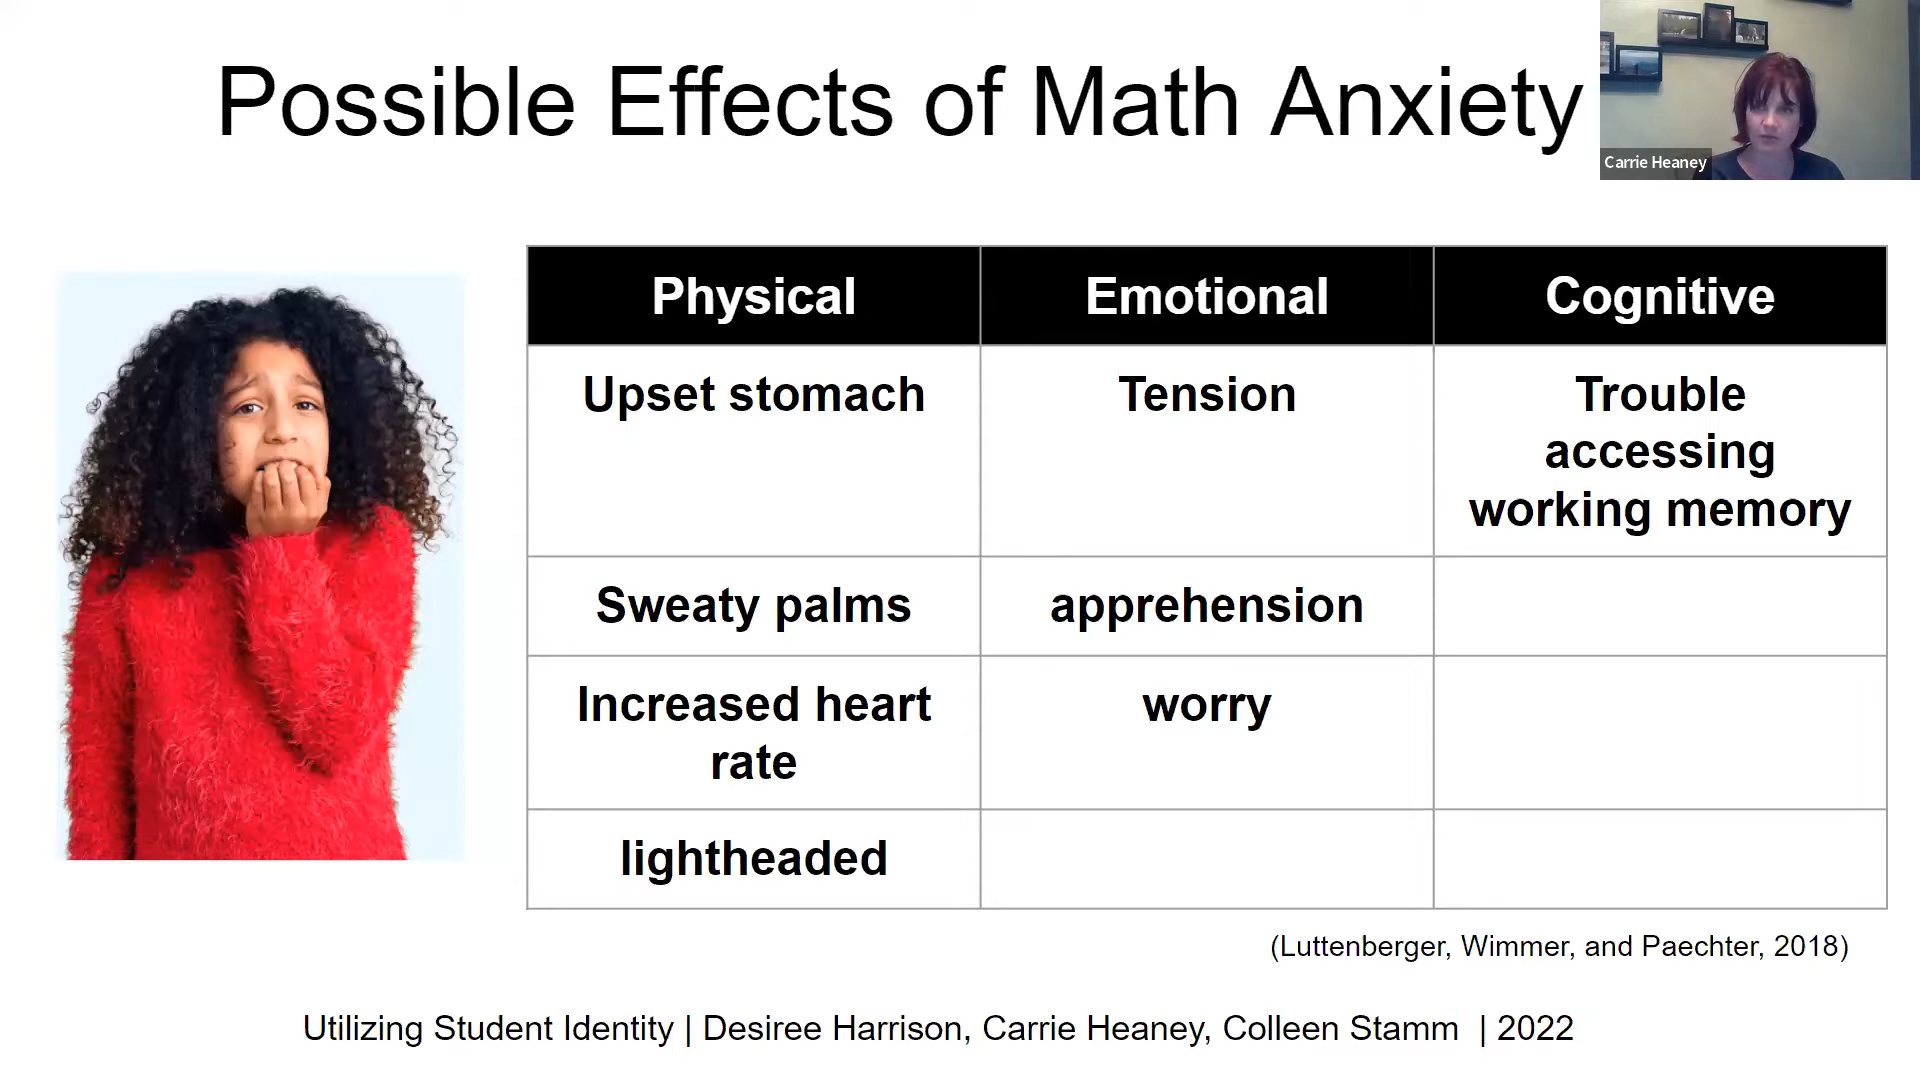 Possible Effects of Math Anxiety
Carrie Heaney
Physical
Emotional
Cognitive
Upset stomach
Tension
Trouble
accessing
working memory
Sweaty palms
apprehension
Increased heart
rate
worry
lightheaded
(Luttenberger, Wimmer, and Paechter, 2018)
Utilizing Student Identity | Desiree Harrison, Carrie Heaney, Colleen Stamm | 2022